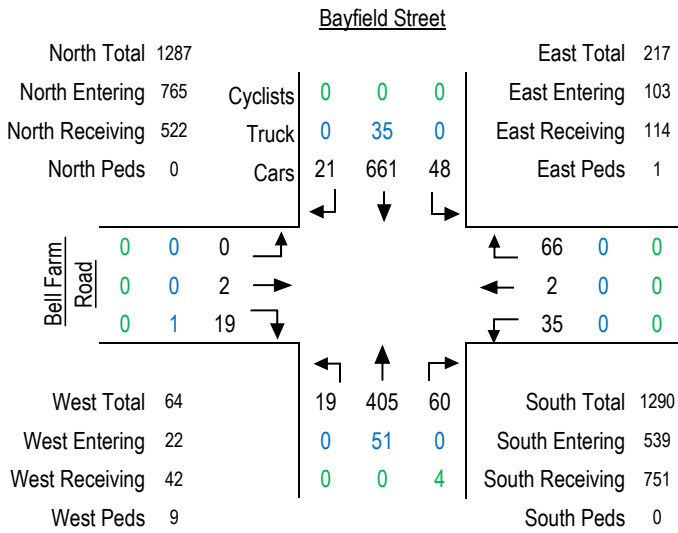 Bayfield Street
North Total 1287
North Entering 765
North Receiving 522
North Peds 0
Cyclists 0 0 0
Truck 0 35 0
Cars 21 661 48
East Total 217
East Entering 103
East Receiving 114
East Peds 1
Bell Farm
Road
0 0 0
0 0 2
0 1 19
66 0 0
2 0 0
35 0 0
West Total 64
West Entering 22
West Receiving 42
West Peds 9
19 405 60
0 51 0
0 0 4
South Total 1290
South Entering 539
South Receiving 751
South Peds 0